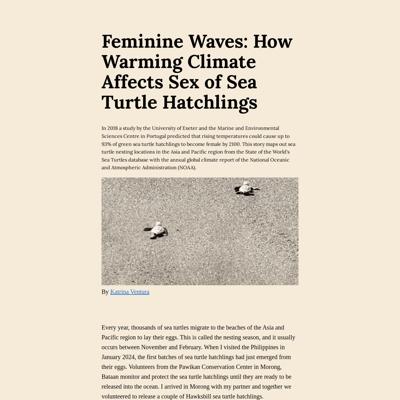 Feminine Waves: How
Warming Climate
Affects Sex of Sea
Turtle Hatchlings
In 2018 a study by the University of Exeter and the Marine and Environmental
Sciences Centre in Portugal predicted that rising temperatures could cause up to
93% of green sea turtle hatchlings to become female by 2100. This story maps out sea
turtle nesting locations in the Asia and Pacific region from the State of the World's
Sea Turtles database with the annual global climate report of the National Oceanic
and Atmospheric Administration (NOAA).
By Katrina Ventura
Every year, thousands of sea turtles migrate to the beaches of the Asia and
Pacific region to lay their eggs. This is called the nesting season, and it usually
occurs between November and February. When I visited the Philippines in
January 2024, the first batches of sea turtle hatchlings had just emerged from
their eggs. Volunteers from the Pawikan Conservation Center in Morong,
Bataan monitor and protect the sea turtle hatchlings until they are ready to be
released into the ocean. I arrived in Morong with my partner and together we
volunteered to release a couple of Hawksbill sea turtle hatchlings.